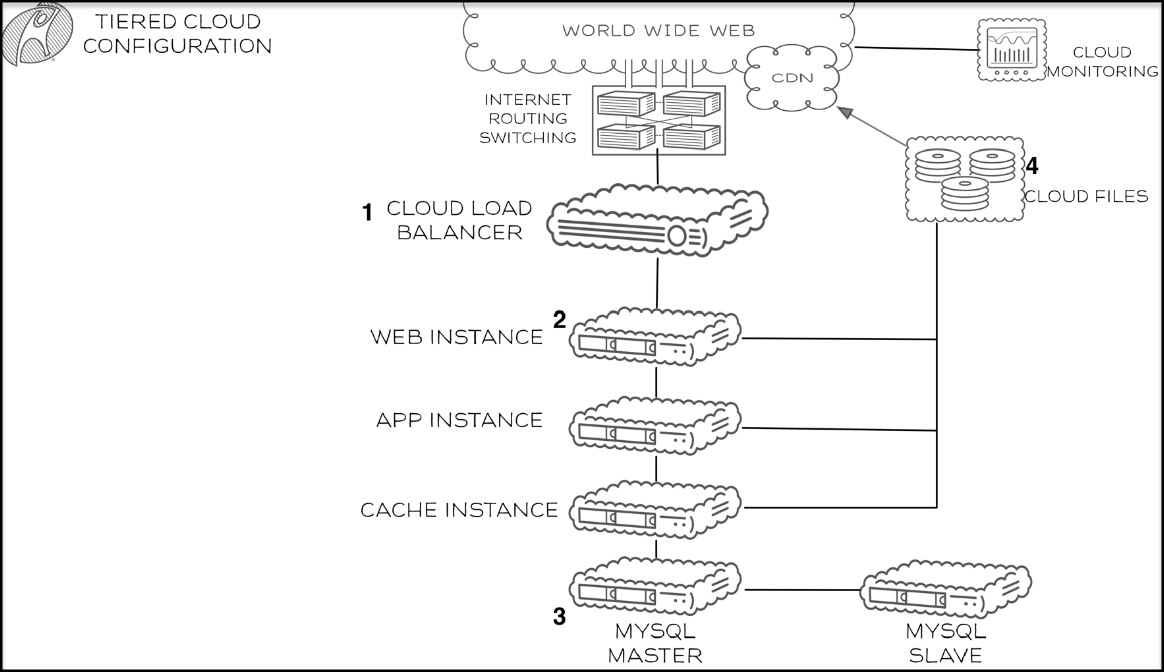 TIERED CLOUD
CONFIGURATION
WORLD WIDE WEB
CDN
CLOUD
MONITORING
INTERNET
ROUTING
SWITCHING
4
CLOUD FILES
1 CLOUD LOAD
BALANCER
2
WEB INSTANCE
APP INSTANCE
CACHE INSTANCE
3
MYSQL
MASTER
MYSQL
SLAVE